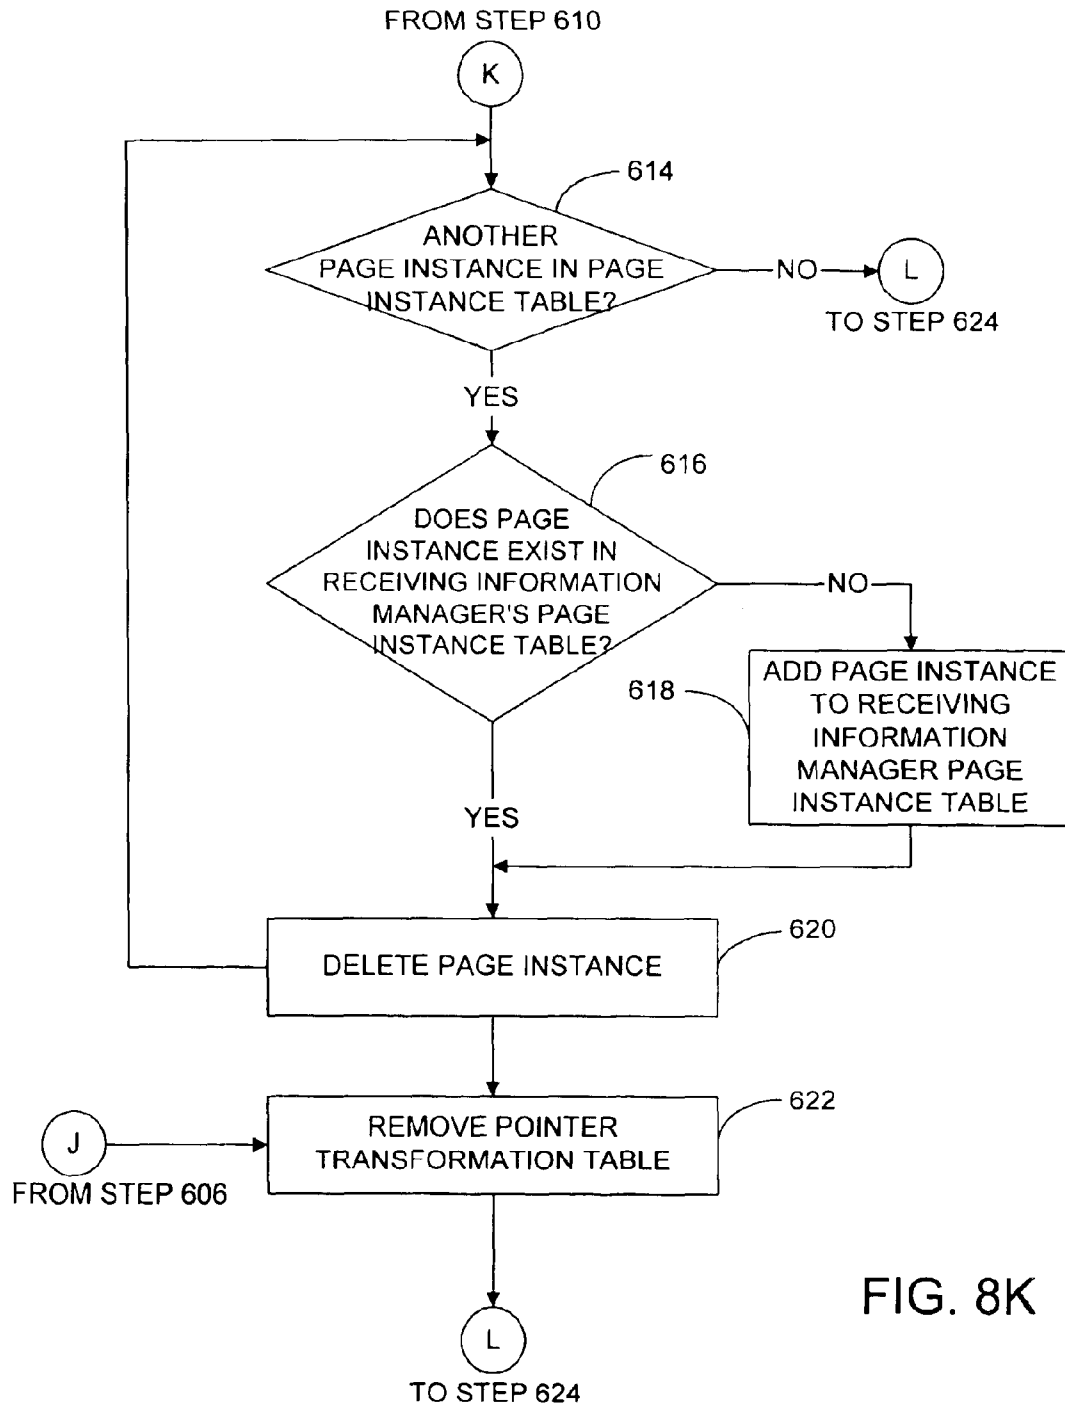 FROM STEP 610
K
614
ANOTHER
PAGE INSTANCE IN PAGE
INSTANCE TABLE?
NO
L
TO STEP 624
YES
616
DOES PAGE
INSTANCE EXIST IN
RECEIVING INFORMATION
MANAGER'S PAGE
INSTANCE TABLE?
NO
618
ADD PAGE INSTANCE
TO RECEIVING
INFORMATION
MANAGER PAGE
INSTANCE TABLE
YES
620
DELETE PAGE INSTANCE
622
REMOVE POINTER
TRANSFORMATION TABLE
J
FROM STEP 606
L
TO STEP 624
FIG. 8K